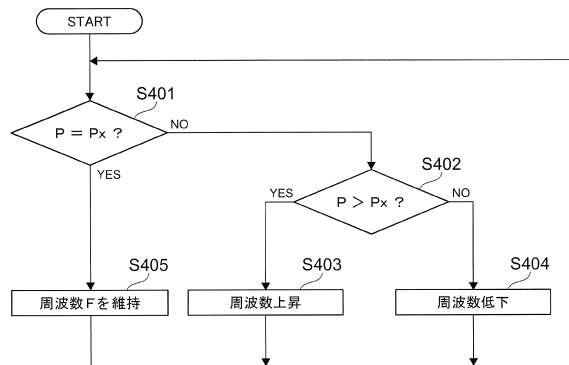 START
S401
P = Px ?
NO
YES
S402
P > Px ?
YES
NO
S405
周波数Fを維持
S403
周波数上昇
S404
周波数低下